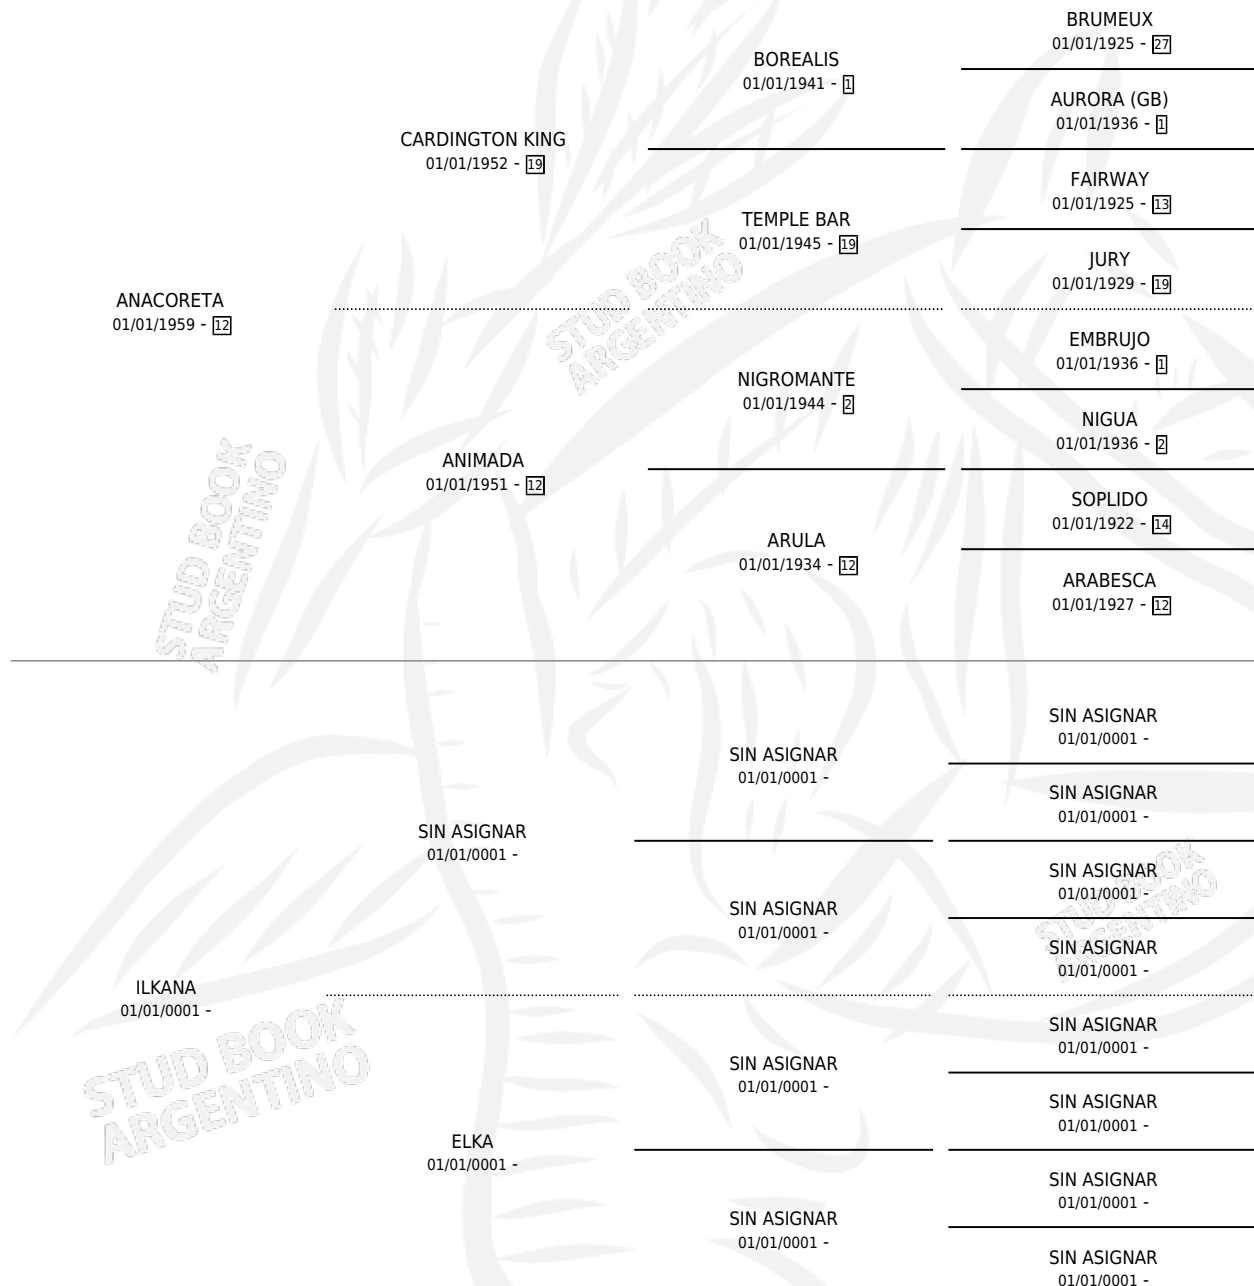 BRUMEUX
01/01/1925 - 27
BOREALIS
01/01/1941 - 1
AURORA (GB)
01/01/1936 - 1
CARDINGTON KING
01/01/1952 - 19
FAIRWAY
01/01/1925 - 13
TEMPLE BAR
01/01/1945 - 19
JURY
01/01/1929 - 19
ANACORETA
01/01/1959 - 12
EMBRUJO
01/01/1936 - 1
NIGROMANTE
01/01/1944 - 2
NIGUA
01/01/1936 - 2
ANIMADA
01/01/1951 - 12
SOPLIDO
01/01/1922 - 14
ARULA
01/01/1934 - 12
ARABESCA
01/01/1927 - 12
STUD BOOK
ARGENTINO
STUD BOOK
ARGENTINO
SIN ASIGNAR
01/01/0001 -
SIN ASIGNAR
01/01/0001 -
SIN ASIGNAR
01/01/0001 -
SIN ASIGNAR
01/01/0001 -
SIN ASIGNAR
01/01/0001 -
SIN ASIGNAR
01/01/0001 -
SIN ASIGNAR
01/01/0001 -
STUD BOOK
ARGENTINO
ILKANA
01/01/0001 -
SIN ASIGNAR
01/01/0001 -
SIN ASIGNAR
01/01/0001 -
SIN ASIGNAR
01/01/0001 -
ELKA
01/01/0001 -
SIN ASIGNAR
01/01/0001 -
SIN ASIGNAR
01/01/0001 -
SIN ASIGNAR
01/01/0001 -
STUD BOOK
ARGENTINO